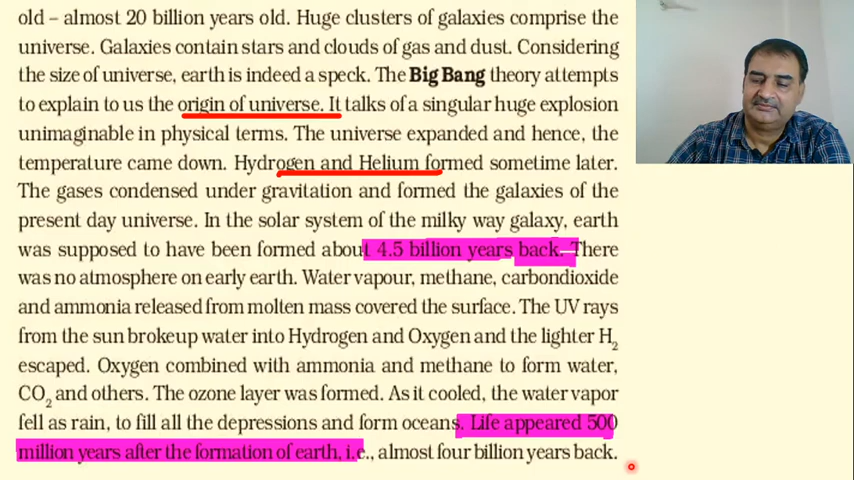 old – almost 20 billion years old. Huge clusters of galaxies comprise the
universe. Galaxies contain stars and clouds of gas and dust. Considering
the size of universe, earth is indeed a speck. The Big Bang theory attempts
to explain to us the origin of universe. It talks of a singular huge explosion
unimaginable in physical terms. The universe expanded and hence, the
temperature came down. Hydrogen and Helium formed sometime later.
The gases condensed under gravitation and formed the galaxies of the
present day universe. In the solar system of the milky way galaxy, earth
was supposed to have been formed about 4.5 billion years back. There
was no atmosphere on early earth. Water vapour, methane, carbondioxide
and ammonia released from molten mass covered the surface. The UV rays
from the sun brokeup water into Hydrogen and Oxygen and the lighter H₂
escaped. Oxygen combined with ammonia and methane to form water,
CO₂ and others. The ozone layer was formed. As it cooled, the water vapor
fell as rain, to fill all the depressions and form oceans. Life appeared 500
million years after the formation of earth, i.e., almost four billion years back.